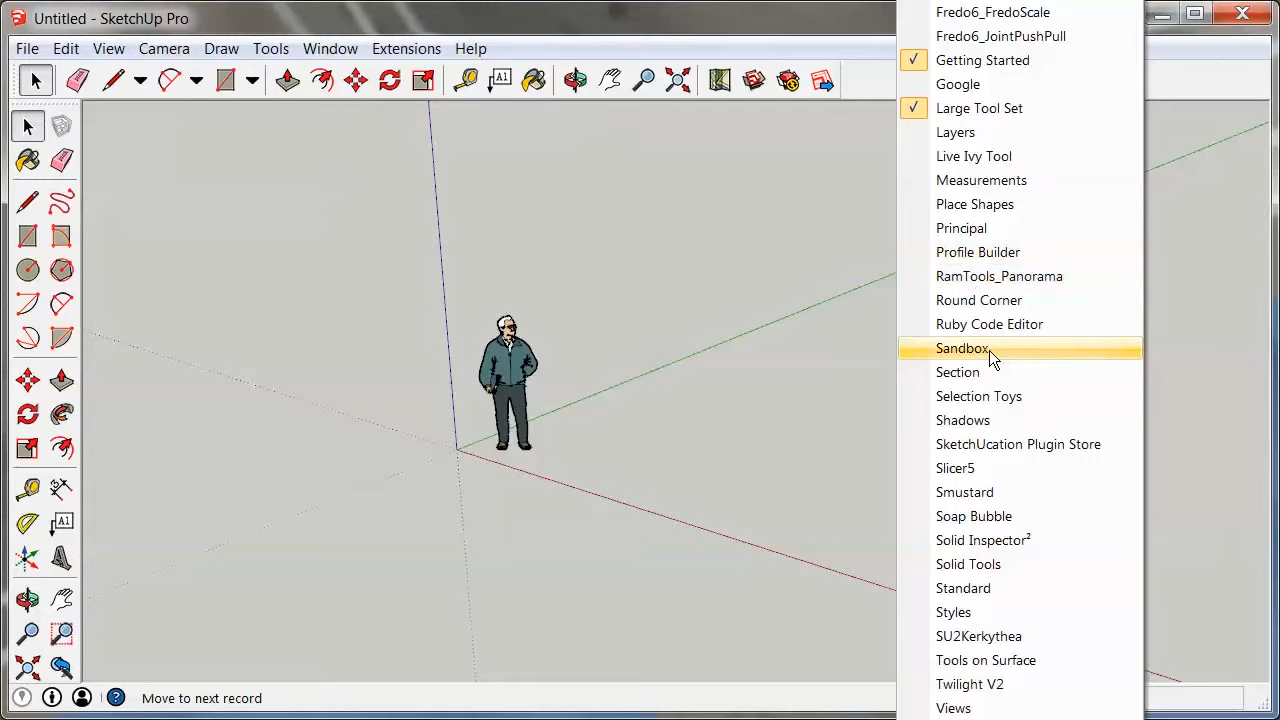 Untitled - SketchUp Pro
File Edit View Camera Draw Tools Window Extensions Help
A1
A1
Fredo6_FredoScale
Fredo6_JointPushPull
Getting Started
Google
Large Tool Set
Layers
Live Ivy Tool
Measurements
Place Shapes
Principal
Profile Builder
RamTools_Panorama
Round Corner
Ruby Code Editor
Sandbox
Section
Selection Toys
Shadows
SketchUcation Plugin Store
Slicer5
Smustard
Soap Bubble
Solid Inspector²
Solid Tools
Standard
Styles
SU2Kerkythea
Tools on Surface
Twilight V2
Views
Move to next record